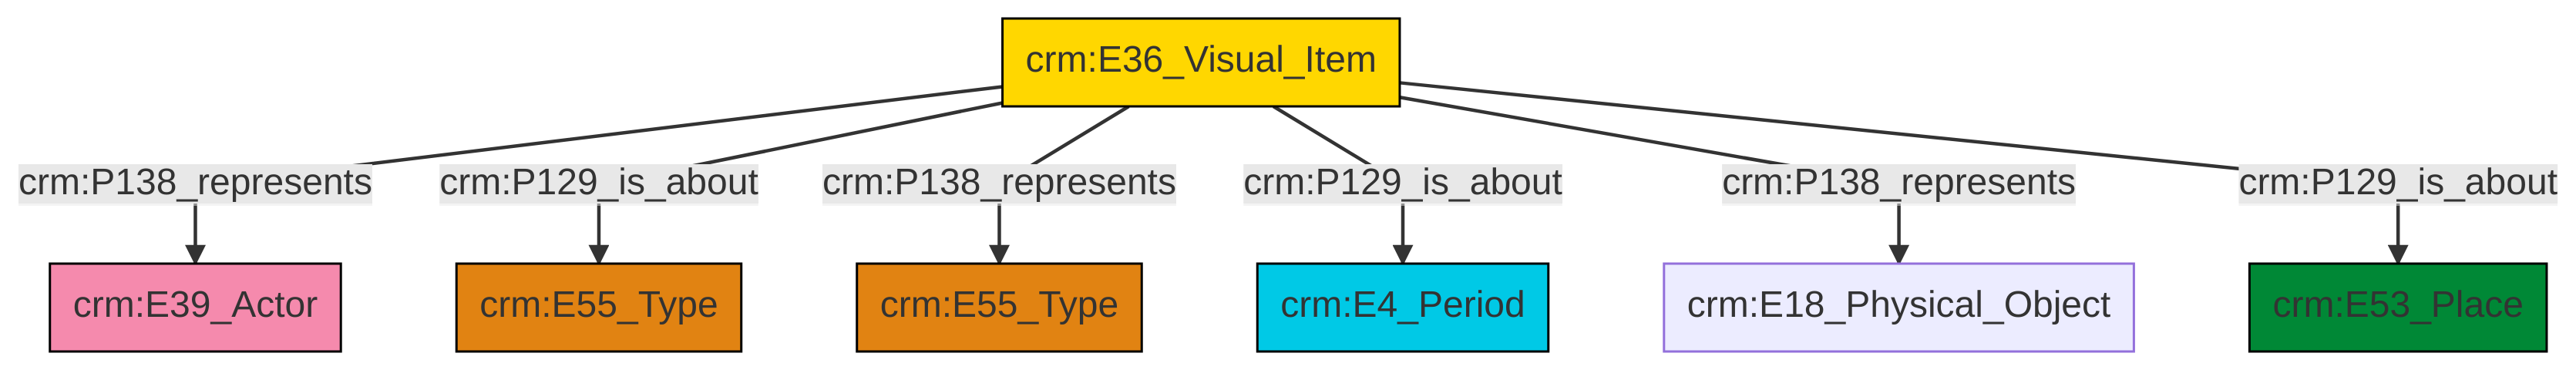 crm:E36_Visual_Item
crm:P138_represents
crm:P129_is_about
crm:P138_represents
crm:P129_is_about
crm:P138_represents
crm:P129_is_about
crm:E39_Actor
crm:E55_Type
crm:E55_Type
crm:E4_Period
crm:E18_Physical_Object
crm:E53_Place